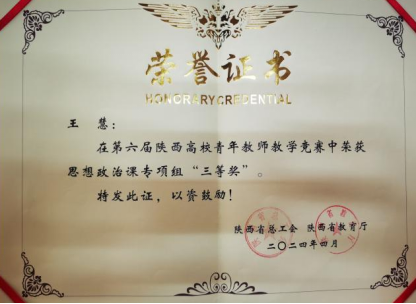 荣誉证书
HONORARY CREDENTIAL
王 慧：
在第六届陕西高校青年教师教学竞赛中荣获
思想政治课专项组“三等奖”。
特发此证，以资鼓励！
陕西省总工会 陕西省教育厅
二〇二四年四月